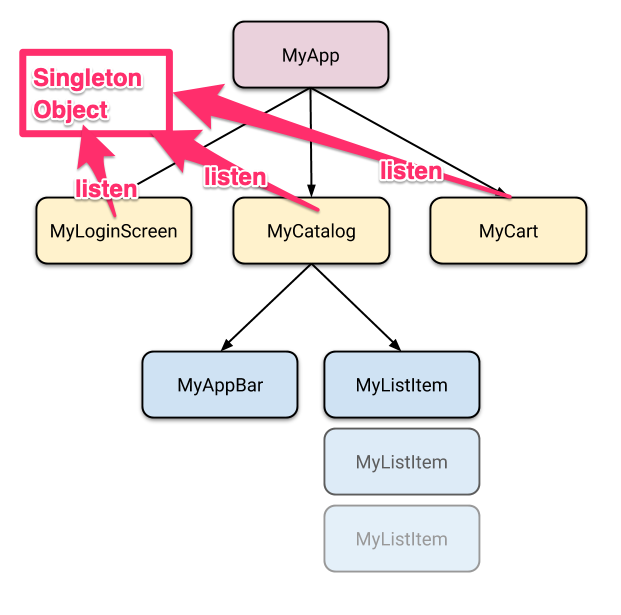 MyApp
Singleton
Object
listen
listen
listen
MyLoginScreen
MyCatalog
MyCart
MyAppBar
MyListItem
MyListItem
MyListItem